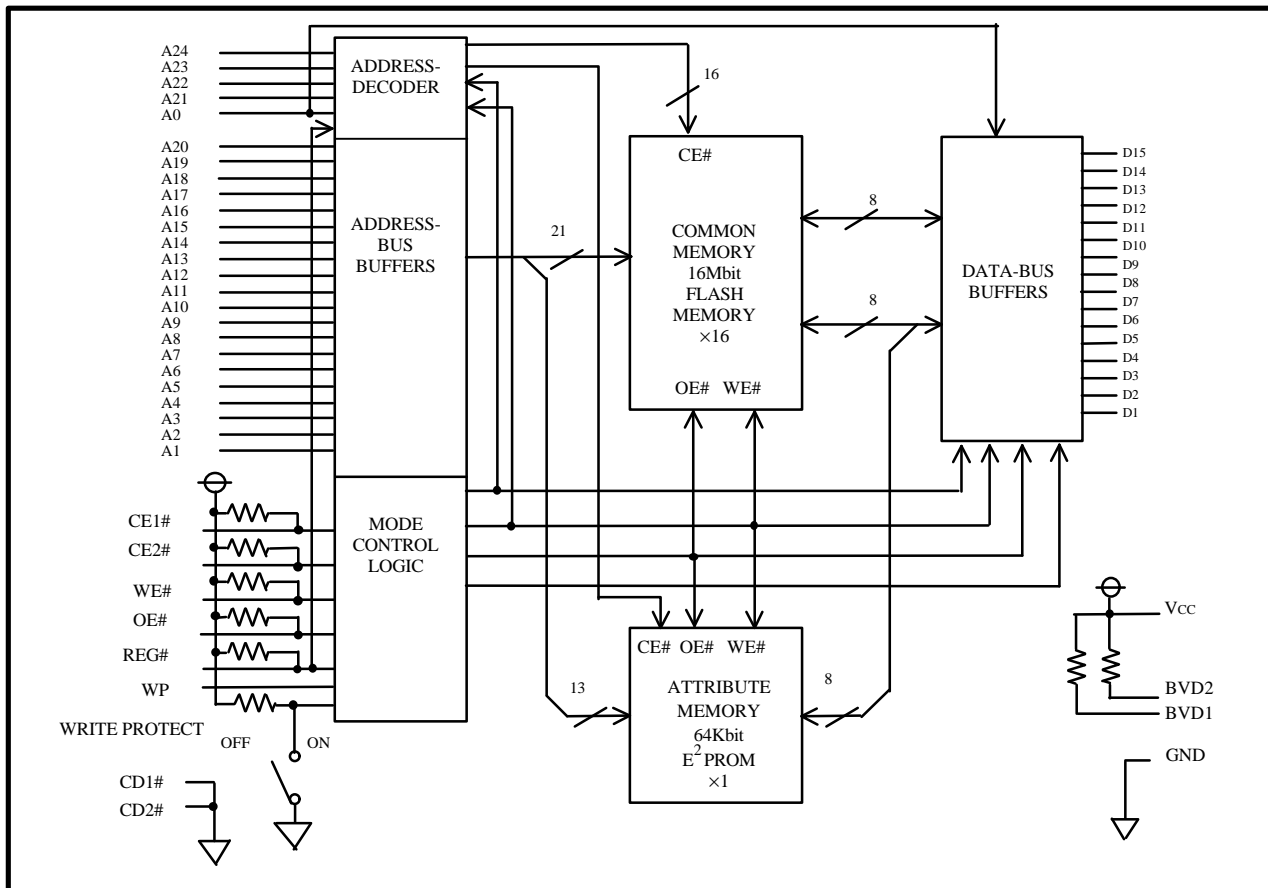 A24
A23
A22
A21
A0
A20
A19
A18
A17
A16
A15
A14
A13
A12
A11
A10
A9
A8
A7
A6
A5
A4
A3
A2
A1
CE1#
CE2#
WE#
OE#
REG#
WP
WRITE PROTECT
OFF
ON
CD1#
CD2#
ADDRESS-
DECODER
ADDRESS-
BUS
BUFFERS
MODE
CONTROL
LOGIC
16
21
13
CE#
COMMON
MEMORY
16Mbit
FLASH
MEMORY
×16
OE# WE#
8
8
8
CE# OE# WE#
ATTRIBUTE
MEMORY
64Kbit
E2PROM
×1
DATA-BUS
BUFFERS
D15
D14
D13
D12
D11
D10
D9
D8
D7
D6
D5
D4
D3
D2
D1
VCC
BVD2
BVD1
GND